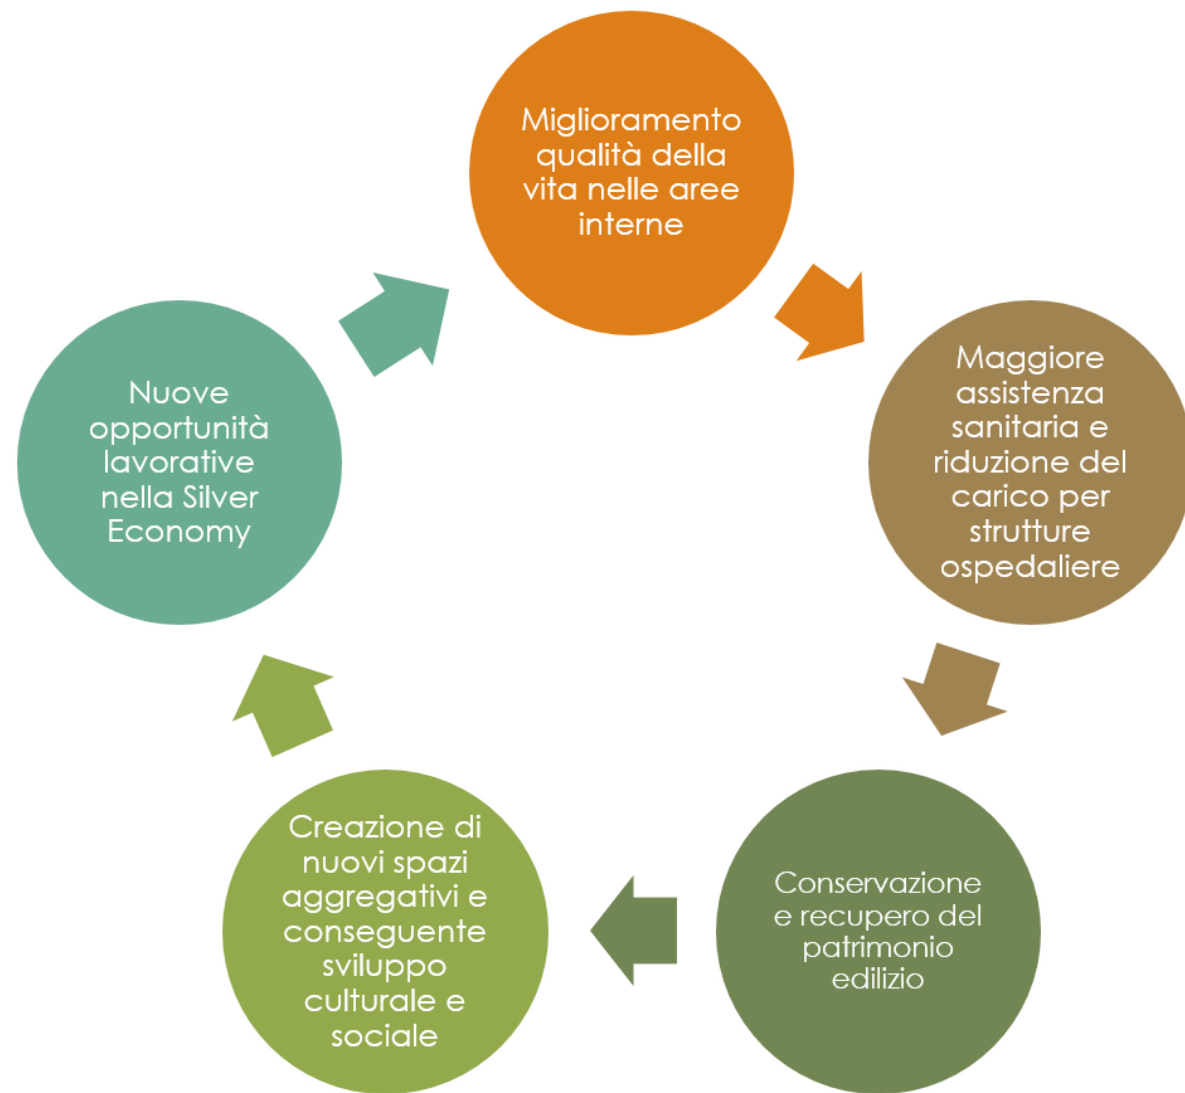 Miglioramento
qualità della
vita nelle aree
interne
Maggiore
assistenza
sanitaria e
riduzione del
carico per
strutture
ospedaliere
Conservazione
e recupero del
patrimonio
edilizio
Creazione di
nuovi spazi
aggregativi e
conseguente
sviluppo
culturale e
sociale
Nuove
opportunità
lavorative
nella Silver
Economy